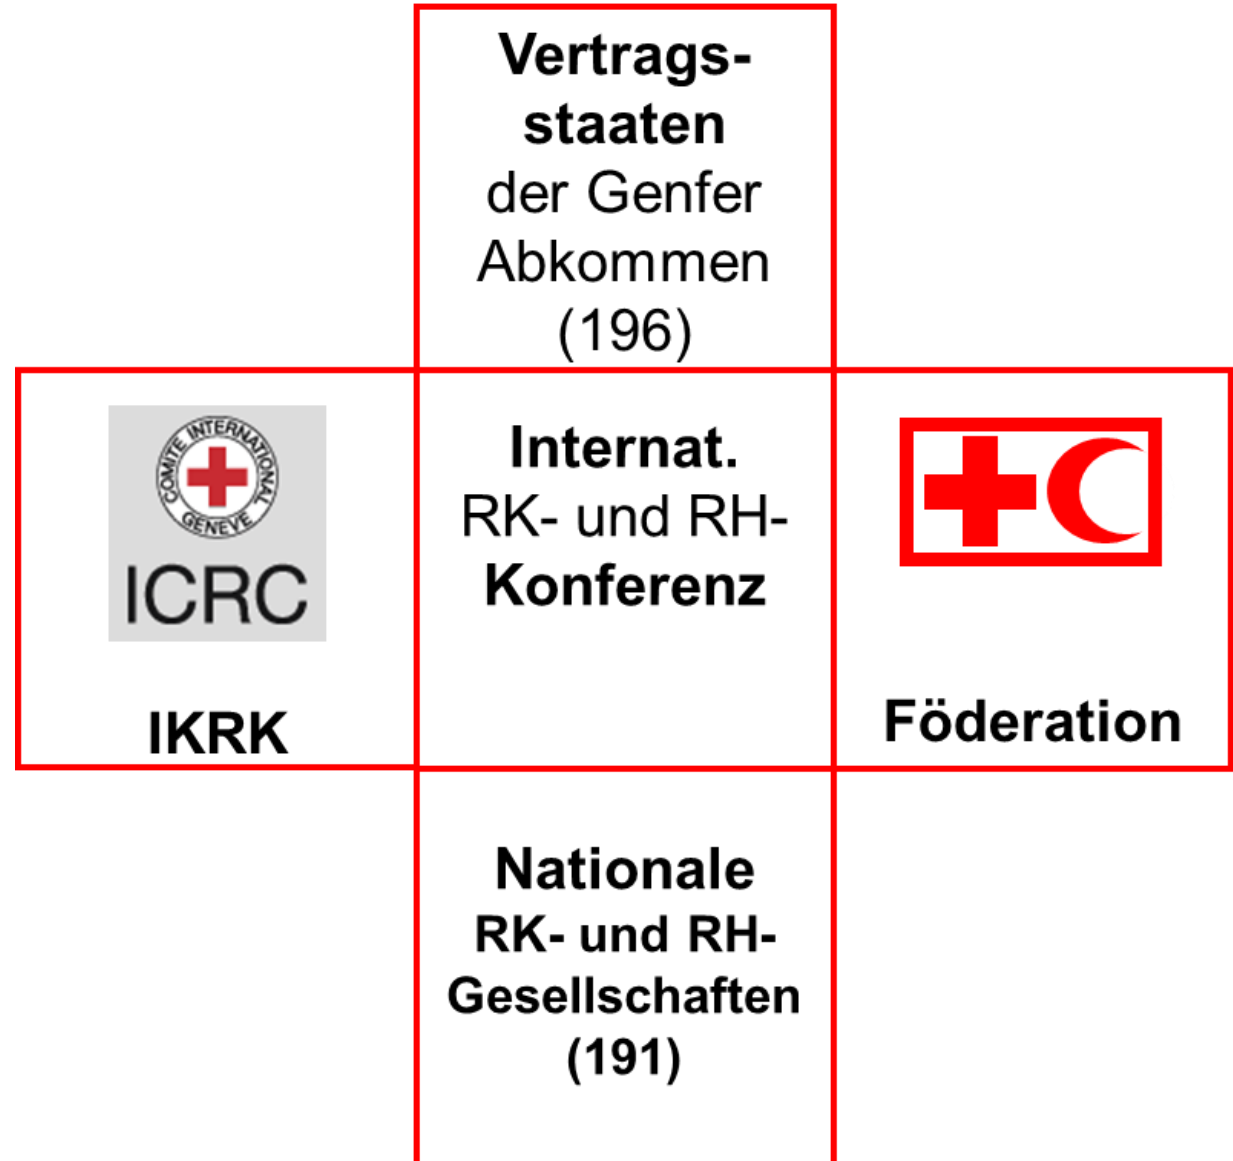 Vertrags-
staaten
der Genfer
Abkommen
(196)
COMITE INTERNATIONAL
GENEVE
ICRC
IKRK
Internat.
RK- und RH-
Konferenz
Föderation
Nationale
RK- und RH-
Gesellschaften
(191)